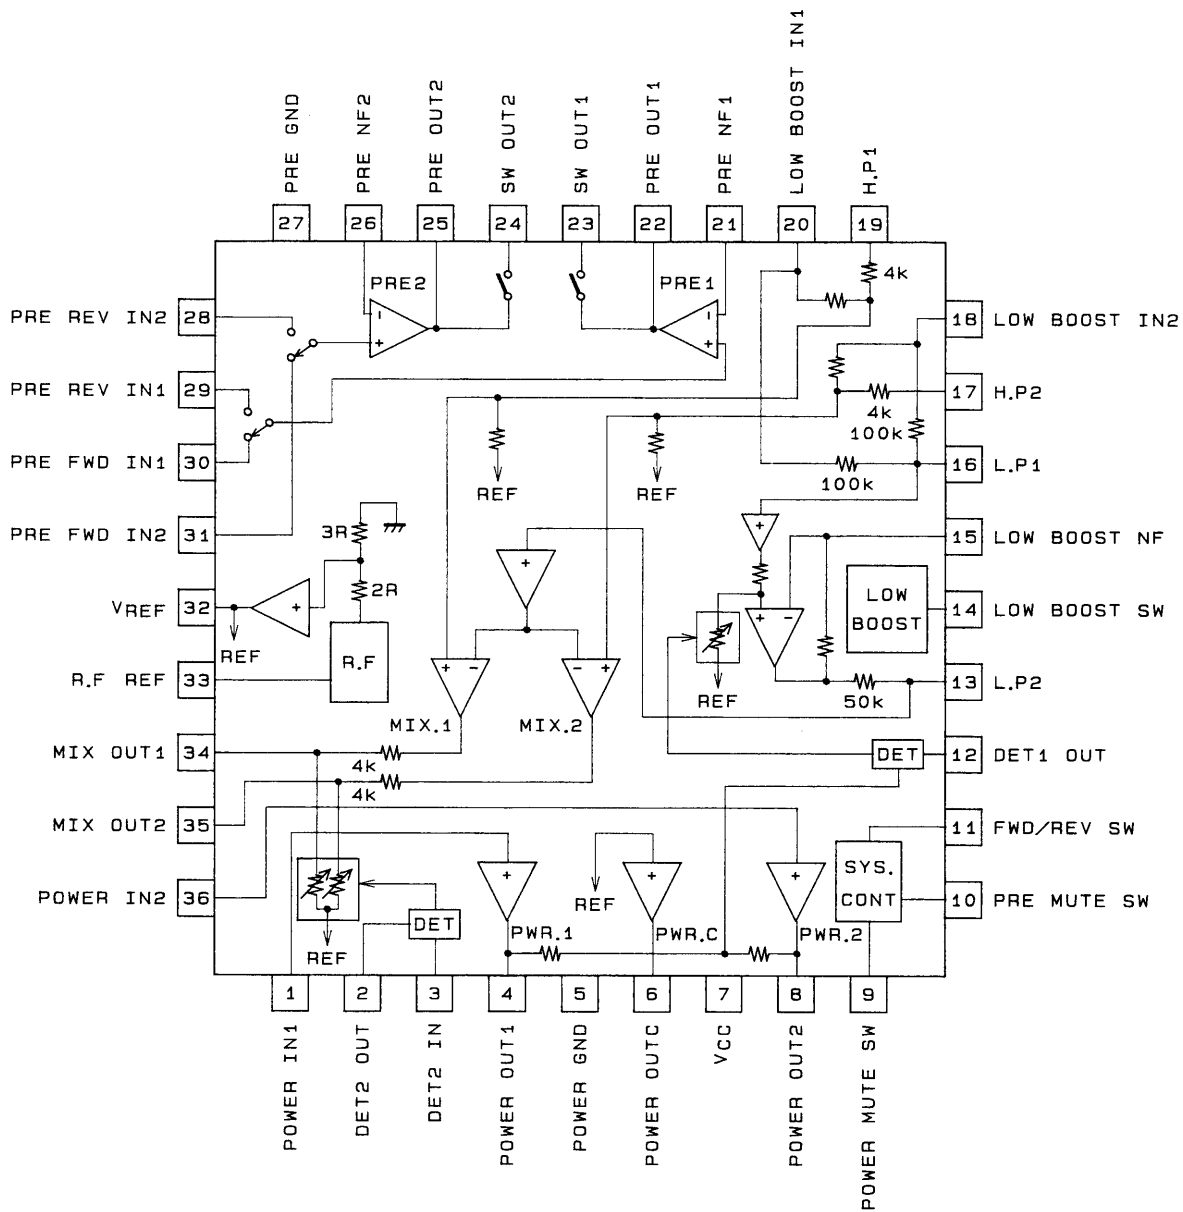 PRE GND
PRE NF2
PRE OUT2
SW OUT2
SW OUT1
PRE OUT1
PRE NF1
LOW BOOST IN1
H.P1
27
26
25
24
23
22
21
20
19
PRE REV IN2 28
PRE REV IN1 29
PRE FWD IN1 30
PRE FWD IN2 31
VREF 32
R.F REF 33
MIX OUT1 34
MIX OUT2 35
POWER IN2 36
18 LOW BOOST IN2
17 H.P2
16 L.P1
15 LOW BOOST NF
14 LOW BOOST SW
13 L.P2
12 DET1 OUT
11 FWD/REV SW
10 PRE MUTE SW
PRE2
-
+
PRE1
-
+
4k
4k
100k
100k
REF
REF
3R
2R
+
REF
R.F
+
+
+ -
LOW
BOOST
REF
50k
+ -
- +
MIX.1
MIX.2
4k
4k
DET
SYS.
CONT
REF
DET
+
PWR.1
REF
+
PWR.C
+
PWR.2
1
2
3
4
5
6
7
8
9
POWER IN1
DET2 OUT
DET2 IN
POWER OUT1
POWER GND
POWER OUTC
VCC
POWER OUT2
POWER MUTE SW